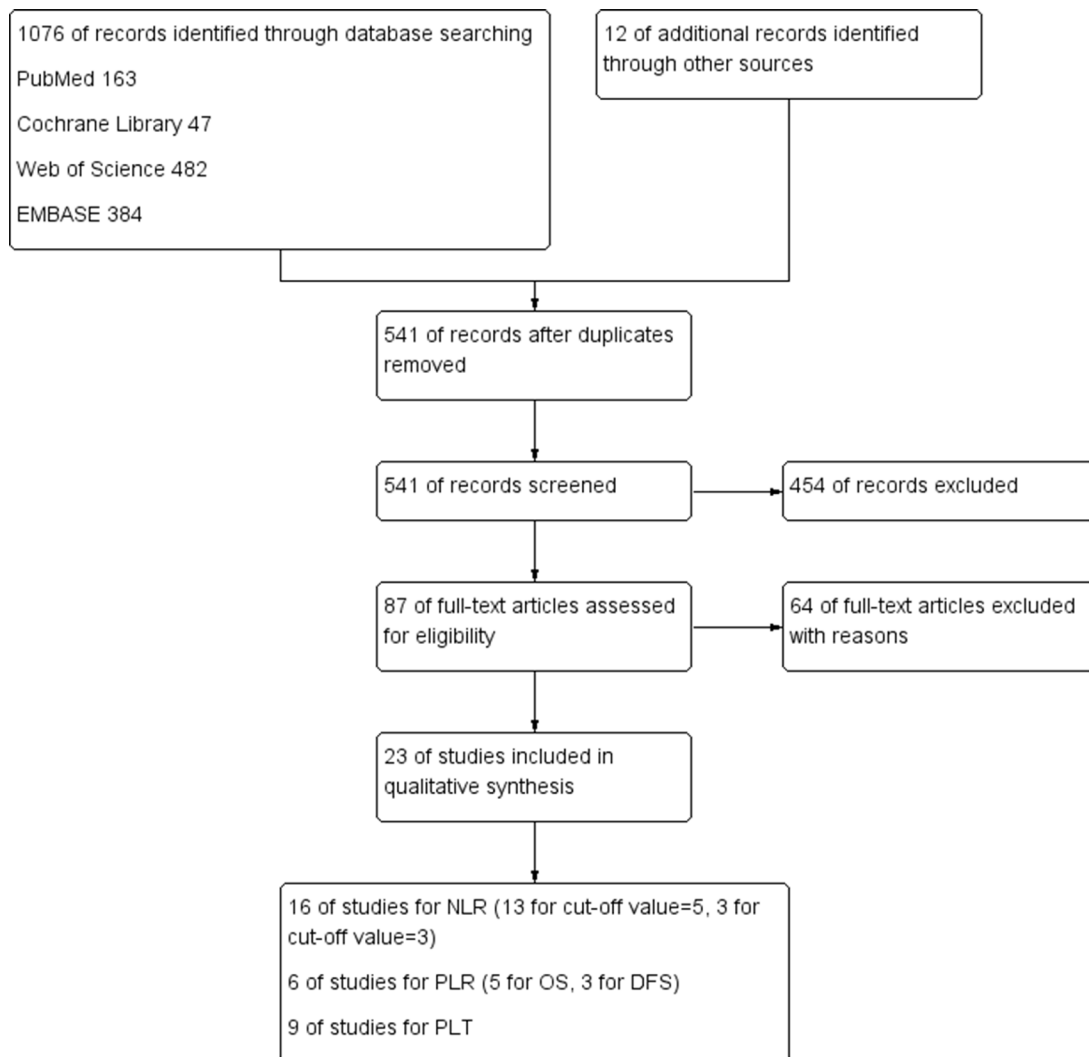 1076 of records identified through database searching
PubMed 163
Cochrane Library 47
Web of Science 482
EMBASE 384
12 of additional records identified
through other sources
541 of records after duplicates
removed
541 of records screened
454 of records excluded
87 of full-text articles assessed
for eligibility
64 of full-text articles excluded
with reasons
23 of studies included in
qualitative synthesis
16 of studies for NLR (13 for cut-off value=5, 3 for
cut-off value=3)
6 of studies for PLR (5 for OS, 3 for DFS)
9 of studies for PLT